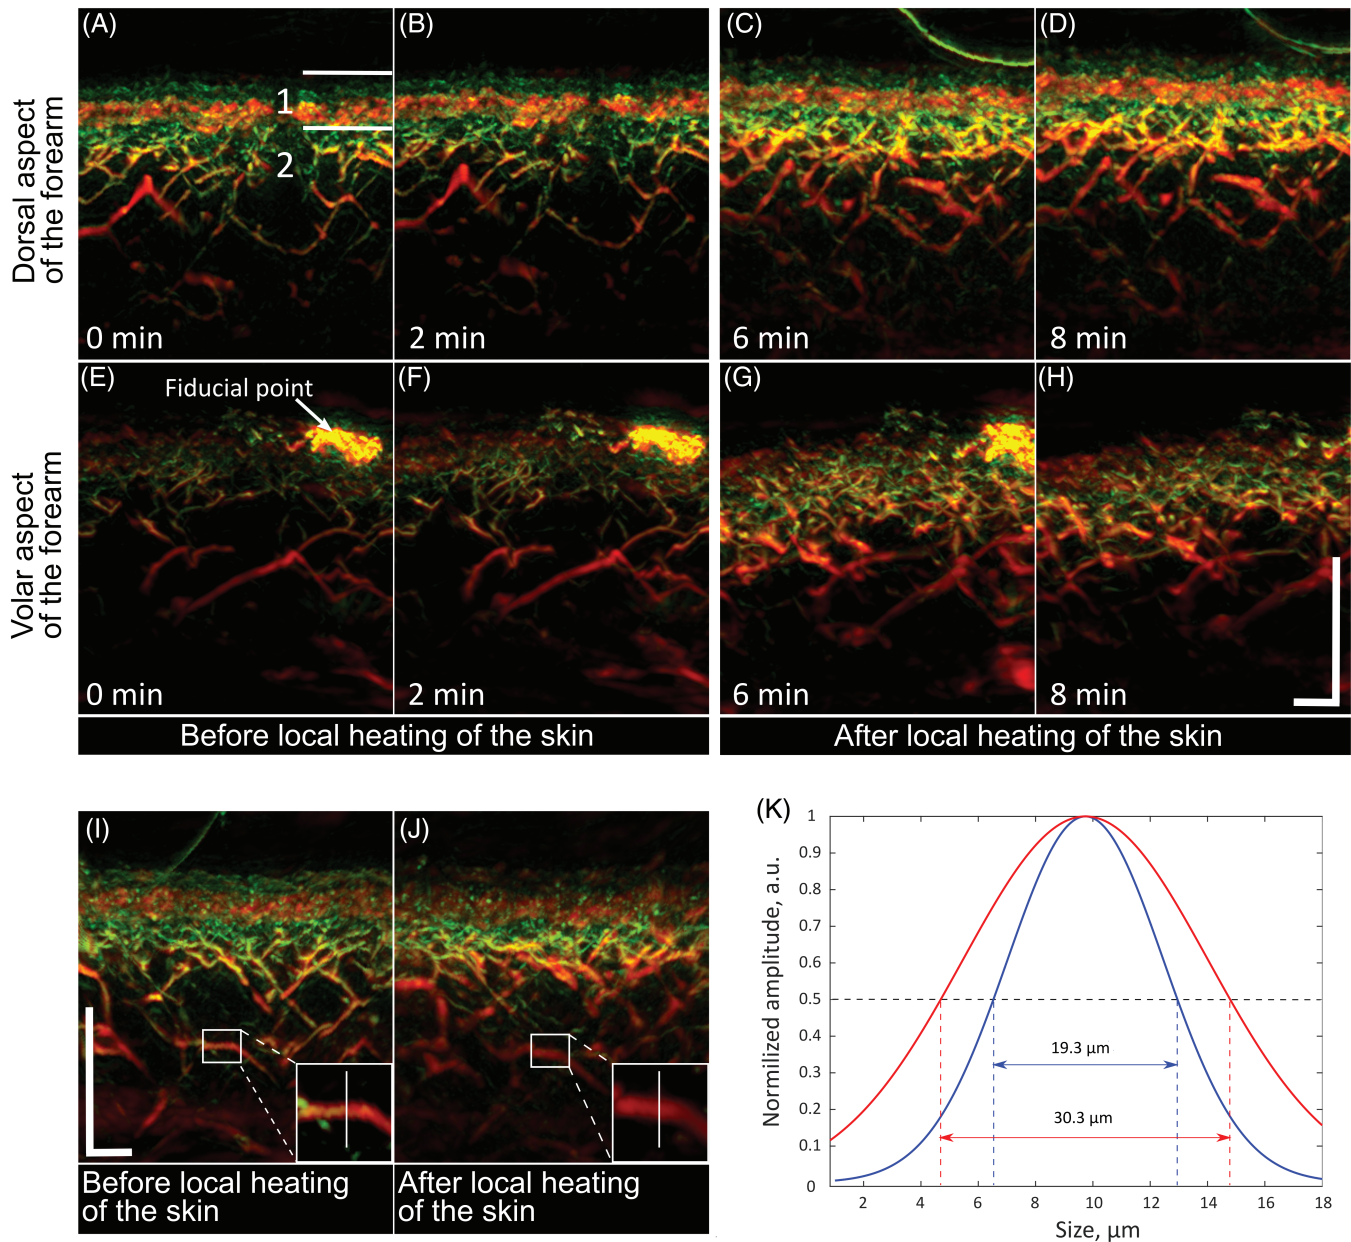 (A)
(B)
(C)
(D)
Dorsal aspect
of the forearm
1
2
0 min
2 min
6 min
8 min
(E)
(F)
(G)
(H)
Fiducial point
Volar aspect
of the forearm
0 min
2 min
6 min
8 min
Before local heating of the skin
After local heating of the skin
(I)
(J)
Before local heating
of the skin
After local heating
of the skin
(K)
Normilized amplitude, a.u.
1
0.9
0.8
0.7
0.6
0.5
0.4
0.3
0.2
0.1
0
19.3 µm
30.3 µm
2 4 6 8 10 12 14 16 18
Size, µm